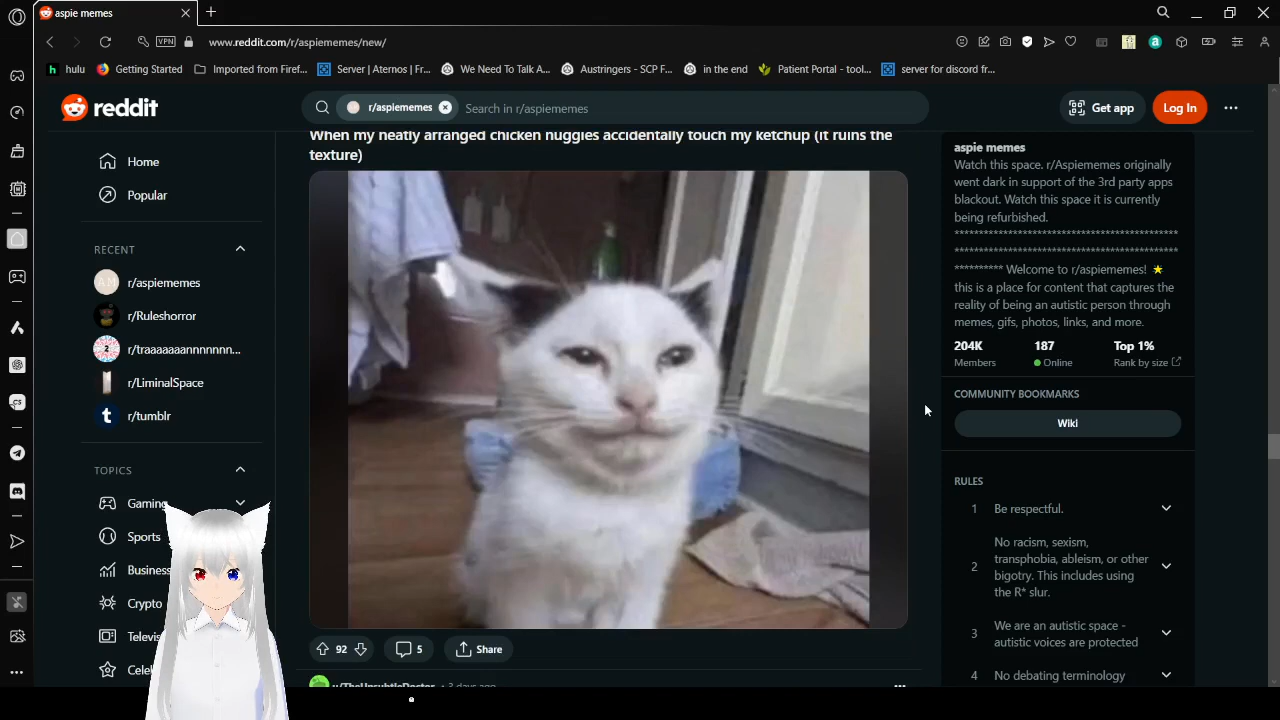 aspie memes
VPN
www.reddit.com/r/aspiememes/new/
hulu
Getting Started
Imported from Firef...
Server | Aternos | Fr...
We Need To Talk A...
Austringers - SCP F...
in the end
Patient Portal - tool...
server for discord fr...
reddit
r/aspiememes
Search in r/aspiememes
Get app
Log In
Home
Popular
RECENT
r/aspiememes
r/Ruleshorror
r/traaaaaaannnnnnn...
r/LiminalSpace
r/tumblr
TOPICS
Gaming
Sports
Business
Crypto
Televis
Celeb
When my neatly arranged chicken nuggies accidentally touch my ketchup (it ruins the
texture)
92
5
Share
u/TheUnsubtleDoctor
3 days ago
aspie memes
Watch this space. r/Aspiememes originally
went dark in support of the 3rd party apps
blackout. Watch this space it is currently
being refurbished.
******************************************
******************************************
********** Welcome to r/aspiememes!
this is a place for content that captures the
reality of being an autistic person through
memes, gifs, photos, links, and more.
204K
Members
187
Online
Top 1%
Rank by size
COMMUNITY BOOKMARKS
Wiki
RULES
1 Be respectful.
2 No racism, sexism,
transphobia, ableism, or other
bigotry. This includes using
the R* slur.
3 We are an autistic space -
autistic voices are protected
4 No debating terminology